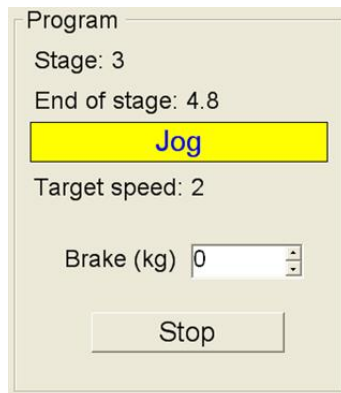 Program
Stage: 3
End of stage: 4.8
Jog
Target speed: 2
Brake (kg) 0
Stop